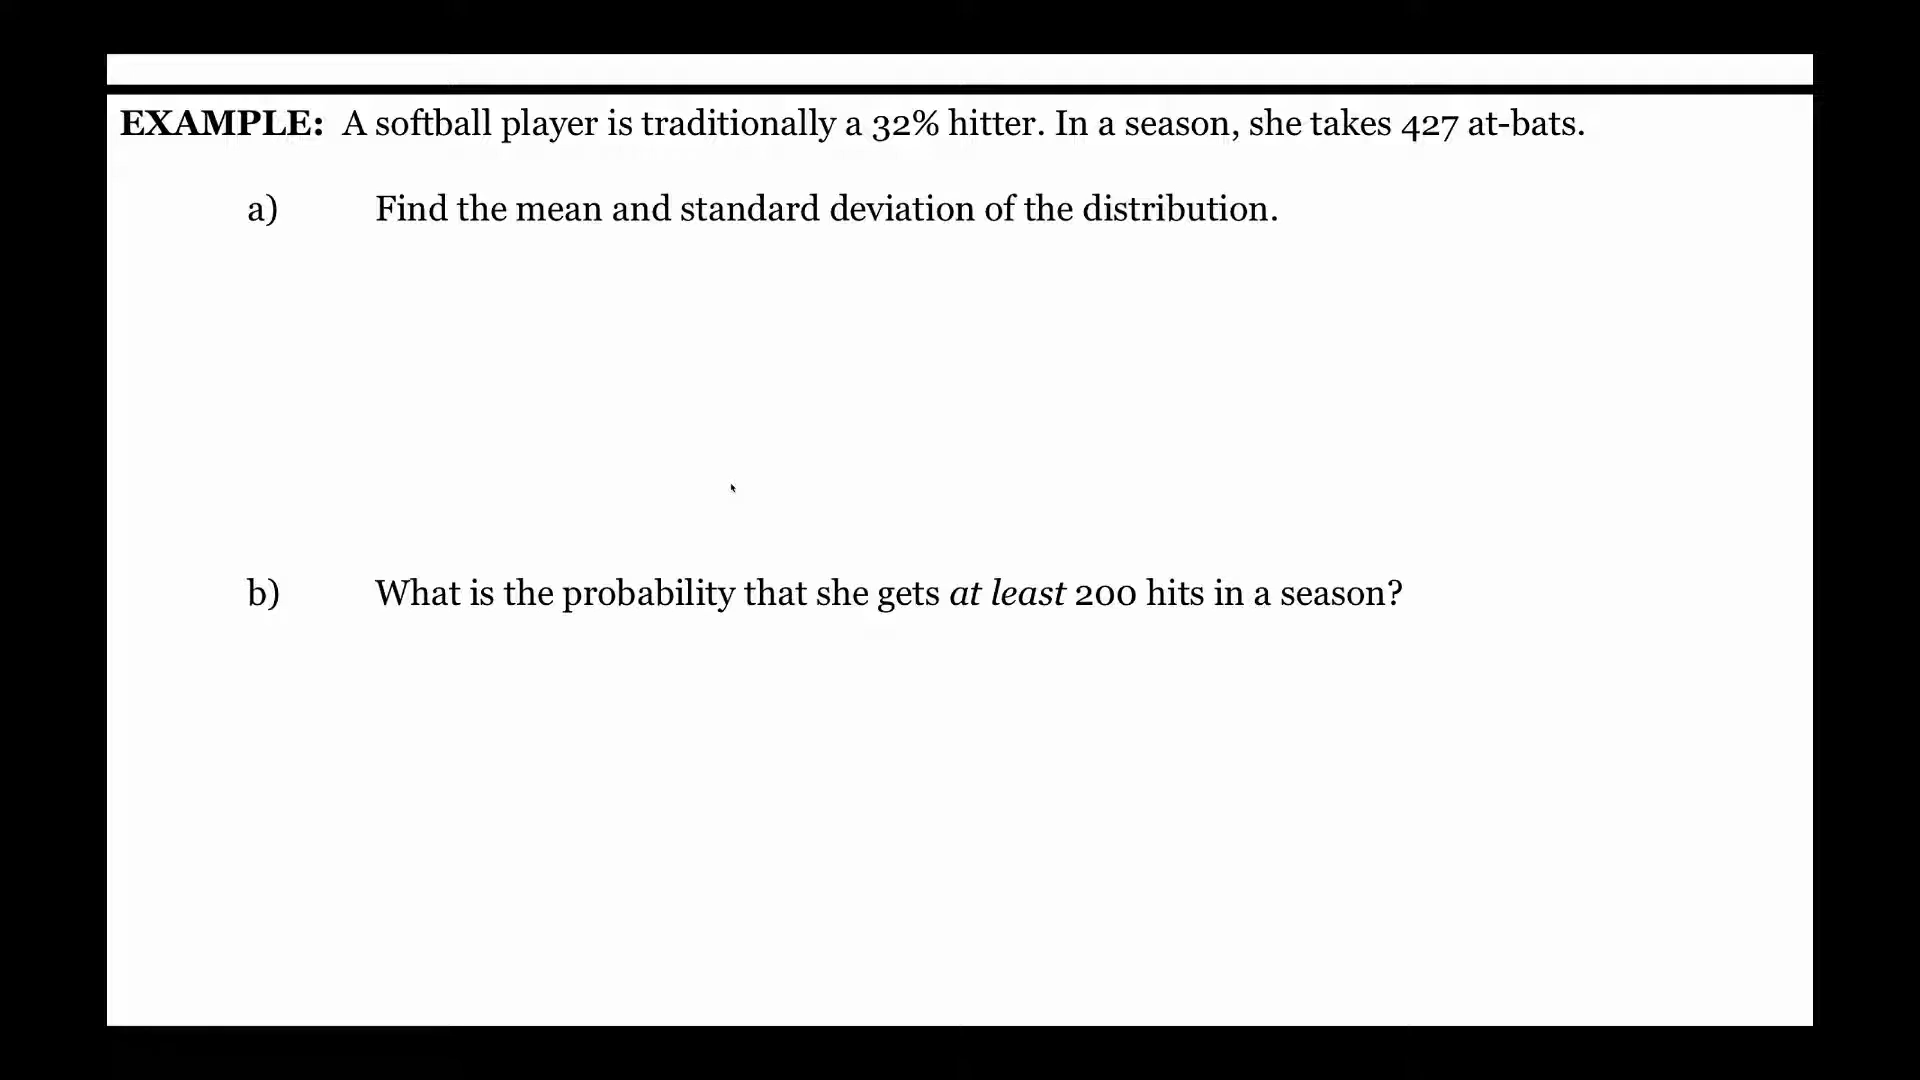 EXAMPLE: A softball player is traditionally a 32% hitter. In a season, she takes 427 at-bats.
a) Find the mean and standard deviation of the distribution.
b) What is the probability that she gets at least 200 hits in a season?